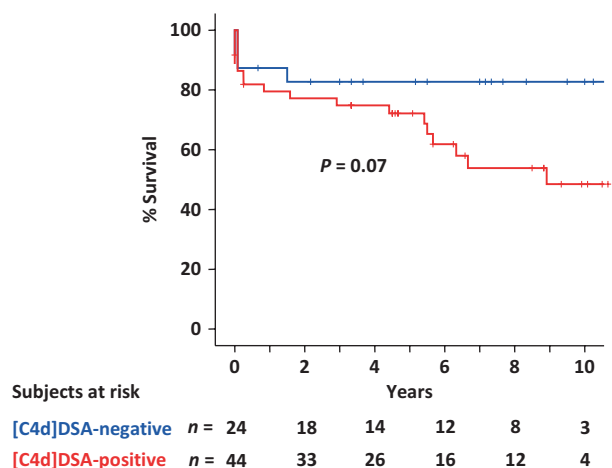 100
80
60
40
20
0
% Survival
P = 0.07
0 2 4 6 8 10
Subjects at risk Years
[C4d]DSA-negative n = 24 18 14 12 8 3
[C4d]DSA-positive n = 44 33 26 16 12 4